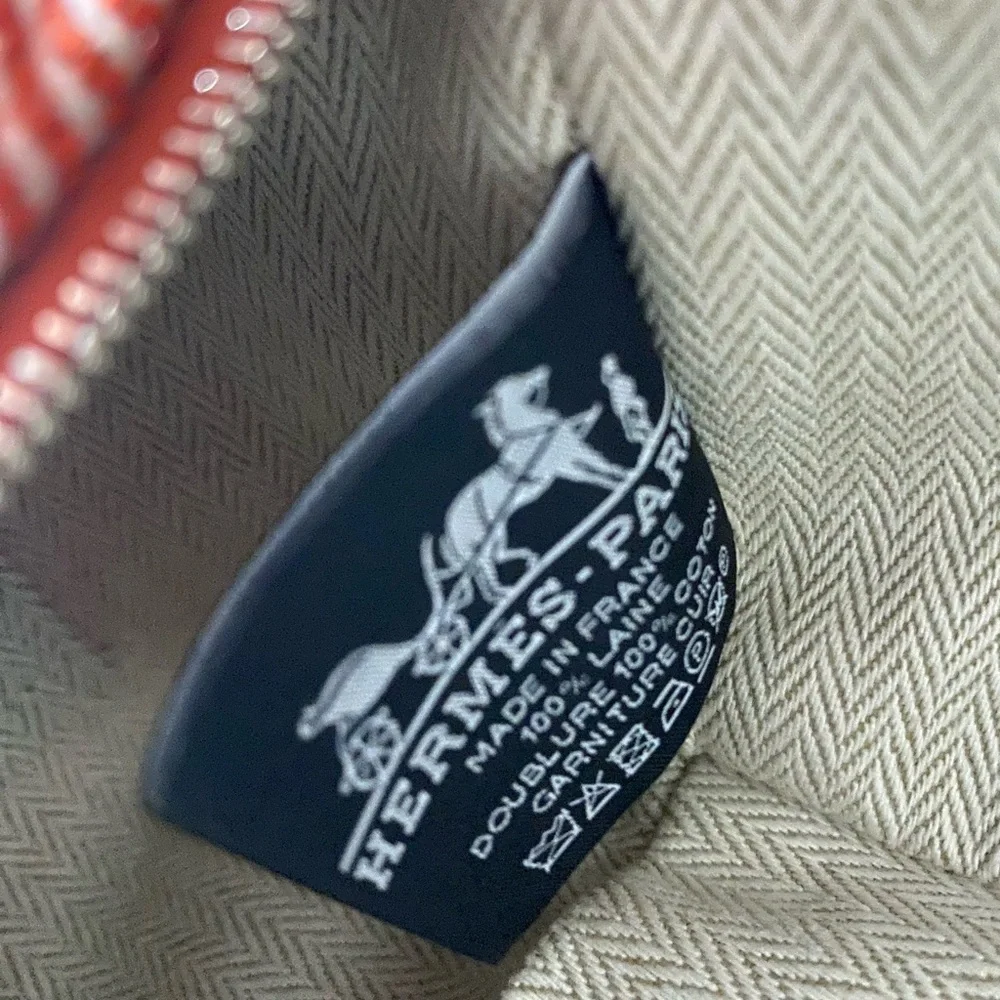 HERMES-PARIS
MADE IN FRANCE
100% LAINE
DOUBLURE 100% COTON
GARNITURE CUIR
P